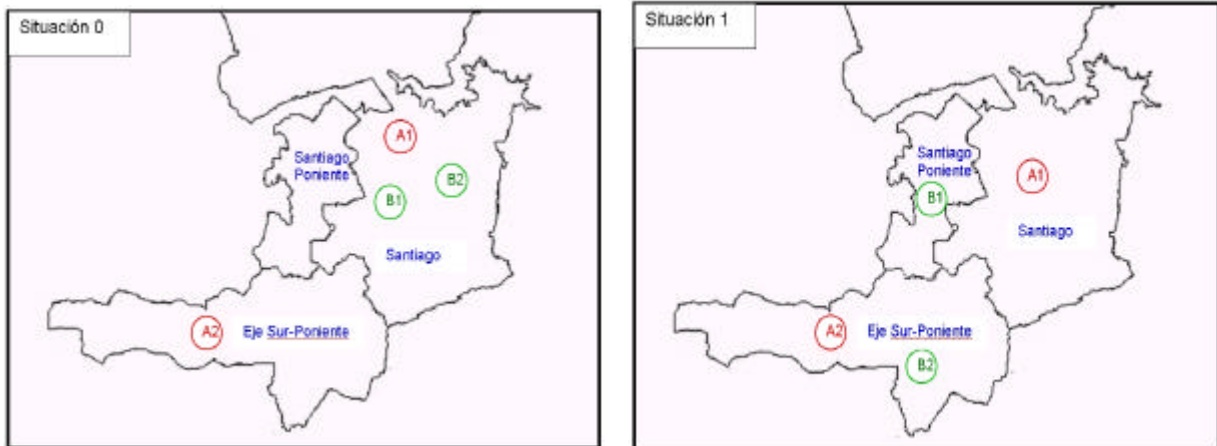 Situación 0
A1
Santiago
Poniente
B2
B1
Santiago
A2
Eje Sur-Poniente
Situación 1
Santiago
Poniente
A1
B1
Santiago
A2
Eje Sur-Poniente
B2